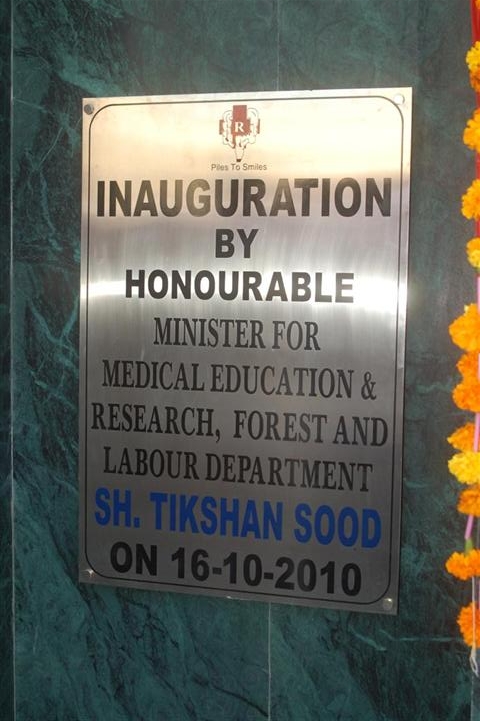 R
Piles To Smiles
INAUGURATION
BY
HONOURABLE
MINISTER FOR
MEDICAL EDUCATION &
RESEARCH, FOREST AND
LABOUR DEPARTMENT
SH. TIKSHAN SOOD
ON 16-10-2010